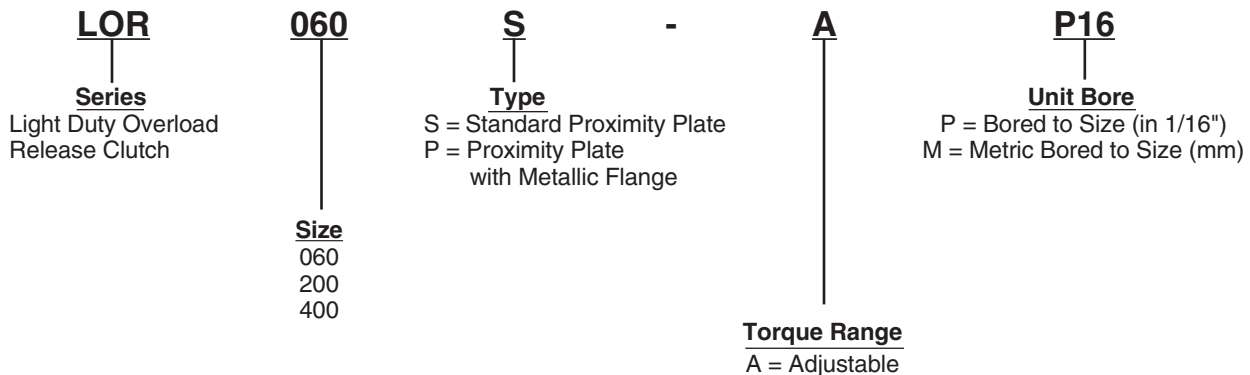 LOR 060 S - A P16
Series
Light Duty Overload
Release Clutch
Size
060
200
400
Type
S = Standard Proximity Plate
P = Proximity Plate
with Metallic Flange
Torque Range
A = Adjustable
Unit Bore
P = Bored to Size (in 1/16")
M = Metric Bored to Size (mm)